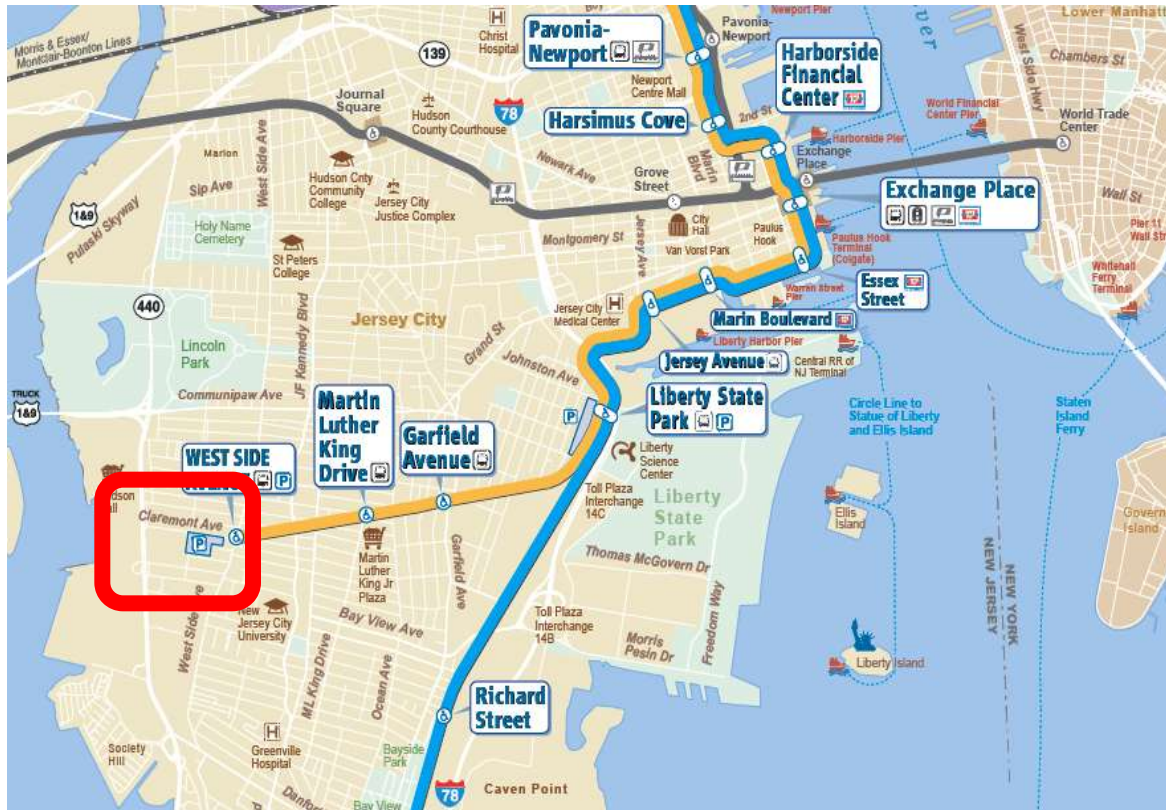 Morris & Essex/
Montclair-Boonton Lines
139
H
Christ
Hospital
Pavonia-
Newport
Pavonia-
Newport
Newport Pier
Lower Manhatt
Harborside
Financial
Center
West Side Hwy
Chambers St
Newport
Centre Mall
Journal
Square
Hudson
County Courthouse
78
Harsimus Cove
2nd St
Harborside Pier
World Financial
Center Pier
World Trade
Center
Marion
West Side Ave
Sip Ave
Hudson Cnty
Community
College
Jersey City
Justice Complex
Newark Ave
Grove
Street
Marin
Blvd
Exchange
Place
Exchange Place
Wall St
1&9
Pulaski Skyway
Holy Name
Cemetery
St Peters
College
Montgomery St
Jersey Ave
City
Hall
Van Vorst Park
Paulus
Hook
Paulus Hook
Terminal
(Colgate)
Pier 11
Wall Str
Whitehall
Ferry
Terminal
440
Lincoln
Park
JF Kennedy Blvd
Jersey City
Grand St
Jersey City
Medical Center
H
Warren Street
Pier
Essex
Street
Marin Boulevard
Liberty Harbor Pier
Johnston Ave
Jersey Avenue
Central RR of
NJ Terminal
TRUCK
1&9
Communipaw Ave
Martin
Luther
King
Drive
Garfield
Avenue
P
Liberty State
Park
P
Circle Line to
Statue of Liberty
and Ellis Island
Staten
Island
Ferry
WEST SIDE
P
Liberty
Science
Center
Claremont Ave
P
Toll Plaza
Interchange
14C
Liberty
State
Park
Ellis
Island
Govern
Island
Martin
Luther
King Jr
Plaza
Garfield Ave
Thomas McGovern Dr
NEW YORK
NEW JERSEY
West Side Ave
New
Jersey City
University
Bay View Ave
Toll Plaza
Interchange
14B
Morris
Pesin Dr
Freedom Way
Liberty Island
ML King Drive
Ocean Ave
Richard
Street
H
Greenville
Hospital
Society
Hill
Bayside
Park
Bay View
78
Caven Point